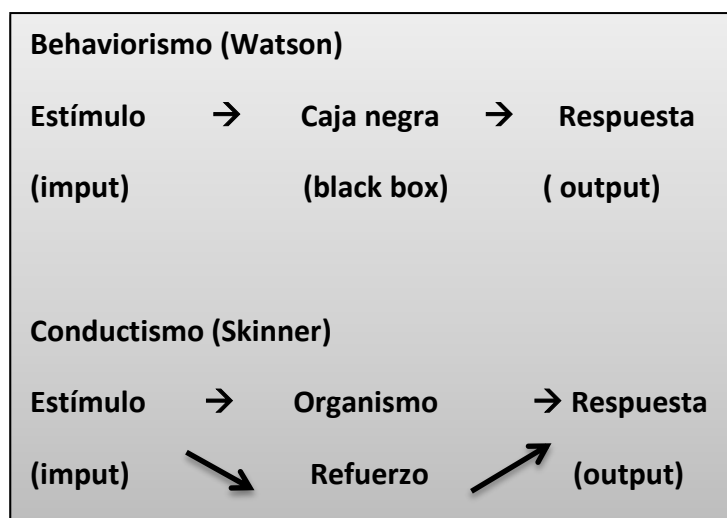 Behaviorismo (Watson)
Estímulo → Caja negra → Respuesta
(imput) (black box) ( output)
Conductismo (Skinner)
Estímulo → Organismo → Respuesta
(imput) Refuerzo (output)